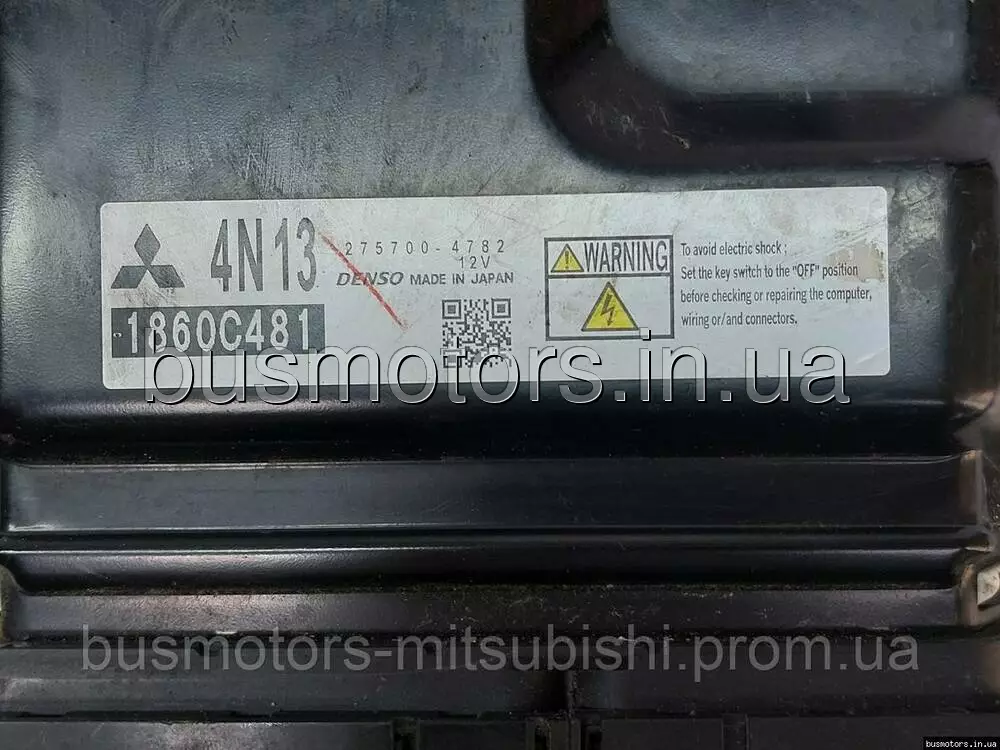 4N13
275700-4782
12V
DENSO MADE IN JAPAN
1860C481
WARNING
To avoid electric shock ;
Set the key switch to the "OFF" position
before checking or repairing the computer,
wiring or/and connectors.
busmotors.in.ua
busmotors-mitsubishi.prom.ua
busmotors.in.ua